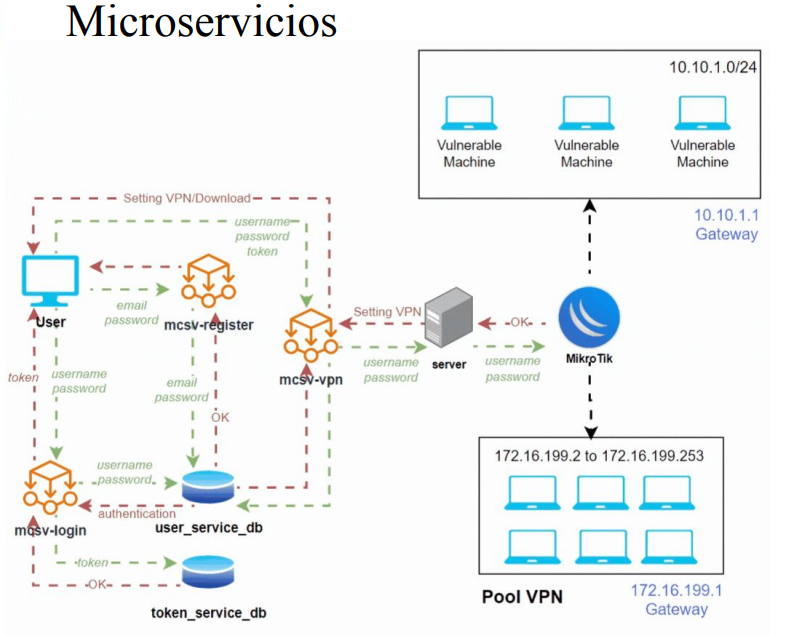 Microservicios
10.10.1.0/24
Vulnerable
Machine
Vulnerable
Machine
Vulnerable
Machine
10.10.1.1
Gateway
Setting VPN/Download
username
password
token
User
email
password
mcsv-register
Setting VPN
OK
mcsv-vpn
username
password
server
username
password
MikroTik
token
username
password
email
password
OK
username
password
mcsv-login
authentication
user_service_db
token
OK
token_service_db
172.16.199.2 to 172.16.199.253
Pool VPN
172.16.199.1
Gateway